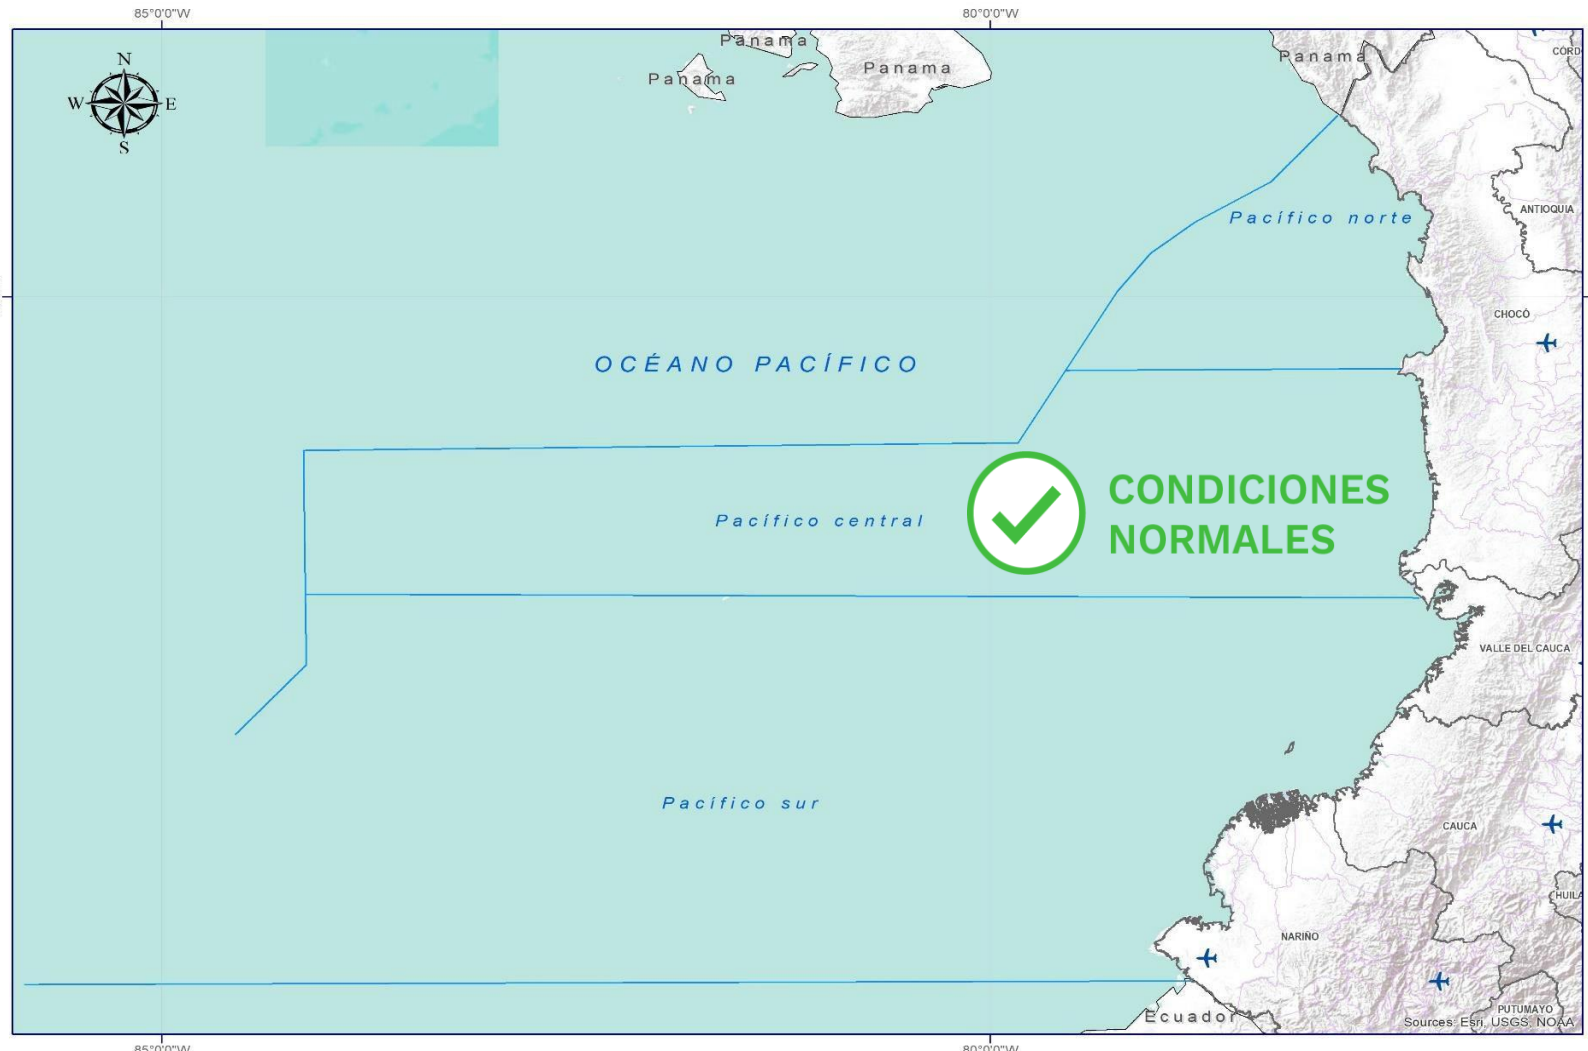 85°0'0"W
80°0'0"W
Panama
Panama
Panama
Panama
CÓRD
N
W
E
S
ANTIOQUIA
Pacífico norte
CHOCÓ
OCÉANO PACÍFICO
CONDICIONES
NORMALES
Pacífico central
VALLE DEL CAUCA
Pacífico sur
CAUCA
HUILA
NARIÑO
PUTUMAYO
Ecuador
Sources: Esri, USGS, NOAA
85°0'0"W
80°0'0"W